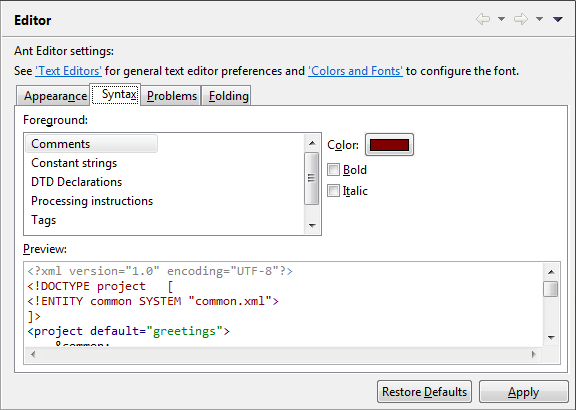 Editor
Ant Editor settings:
See 'Text Editors' for general text editor preferences and 'Colors and Fonts' to configure the font.
Appearance Syntax Problems Folding
Foreground:
Comments
Color:
Constant strings
Bold
DTD Declarations
Italic
Processing instructions
Tags
Preview:
<?xml version="1.0" encoding="UTF-8"?>
<!DOCTYPE project   [
<!ENTITY common SYSTEM "common.xml">
]>
<project default="greetings">
&common;
Restore Defaults Apply